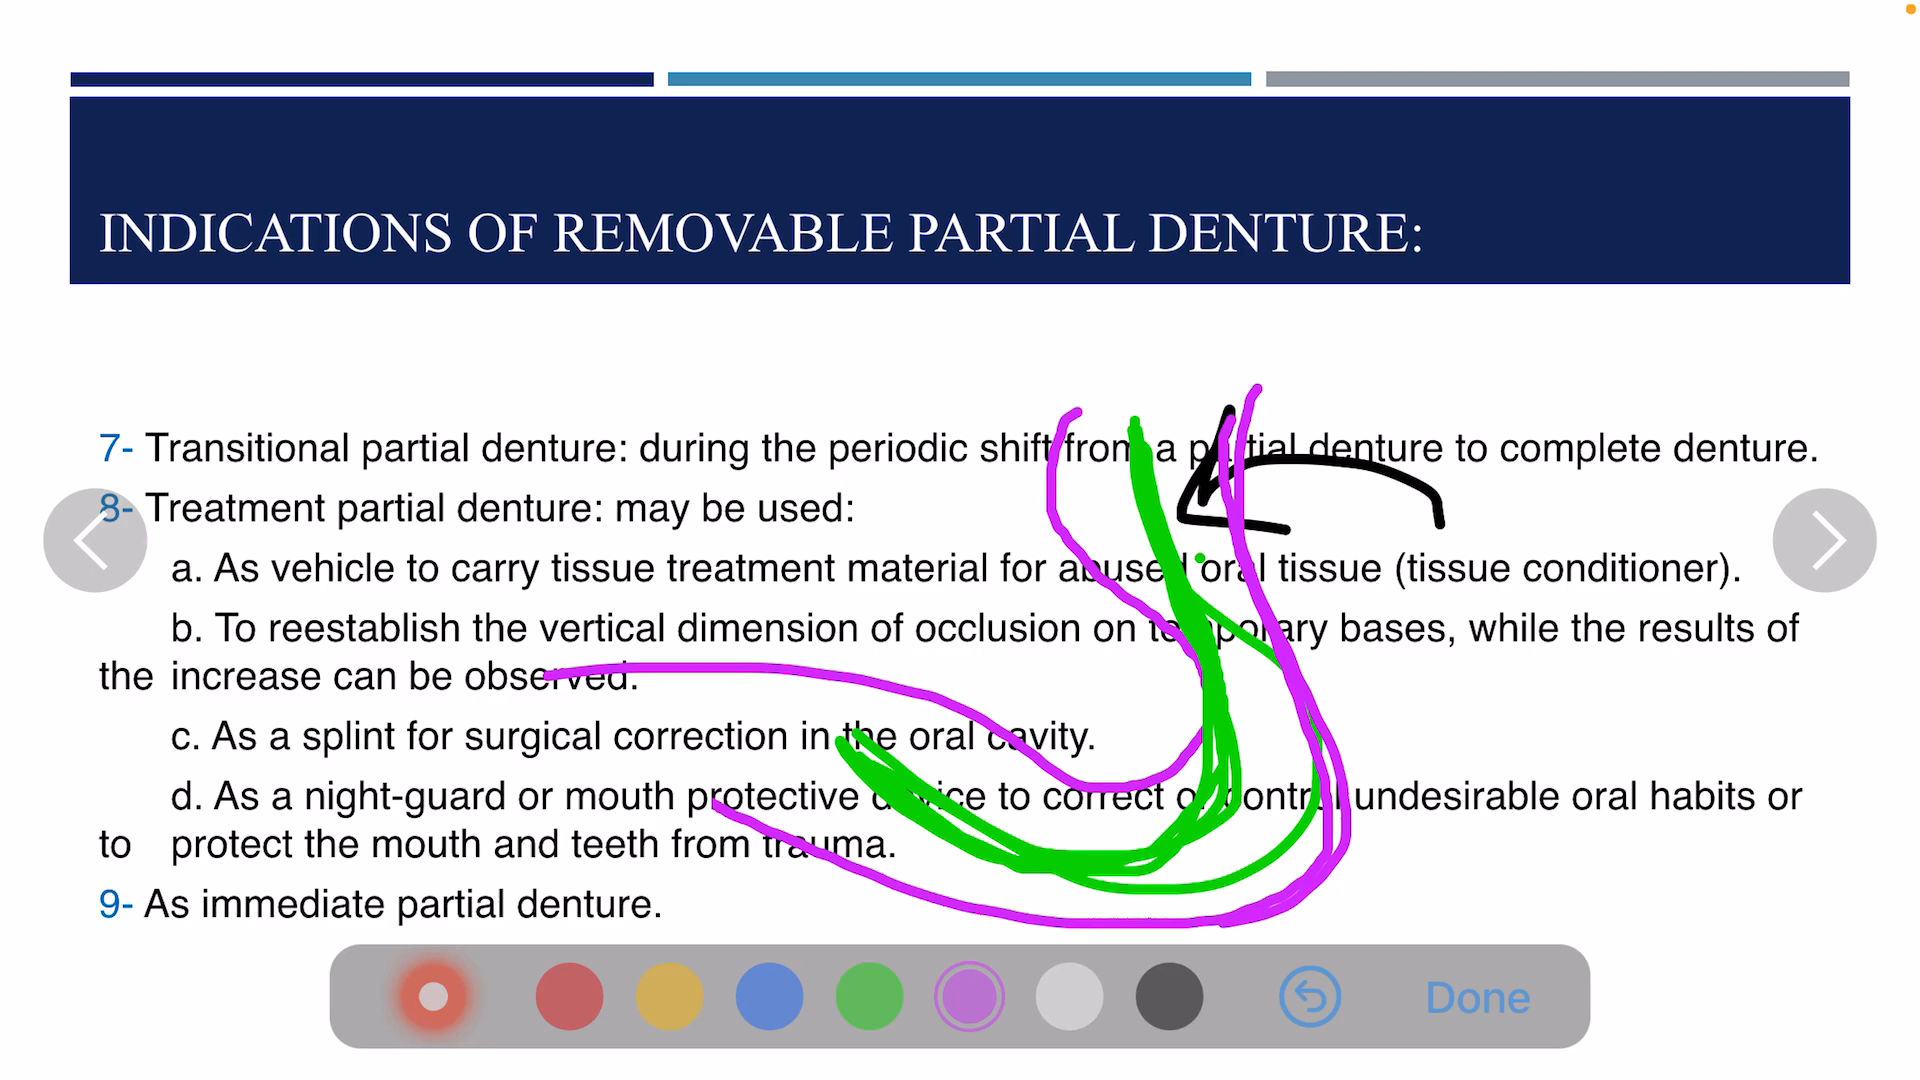 INDICATIONS OF REMOVABLE PARTIAL DENTURE:
7- Transitional partial denture: during the periodic shift from a partial denture to complete denture.
8- Treatment partial denture: may be used:
a. As vehicle to carry tissue treatment material for abused oral tissue (tissue conditioner).
b. To reestablish the vertical dimension of occlusion on temporary bases, while the results of
the increase can be observed.
c. As a splint for surgical correction in the oral cavity.
d. As a night-guard or mouth protective device to correct or control undesirable oral habits or
to protect the mouth and teeth from trauma.
9- As immediate partial denture.
Done